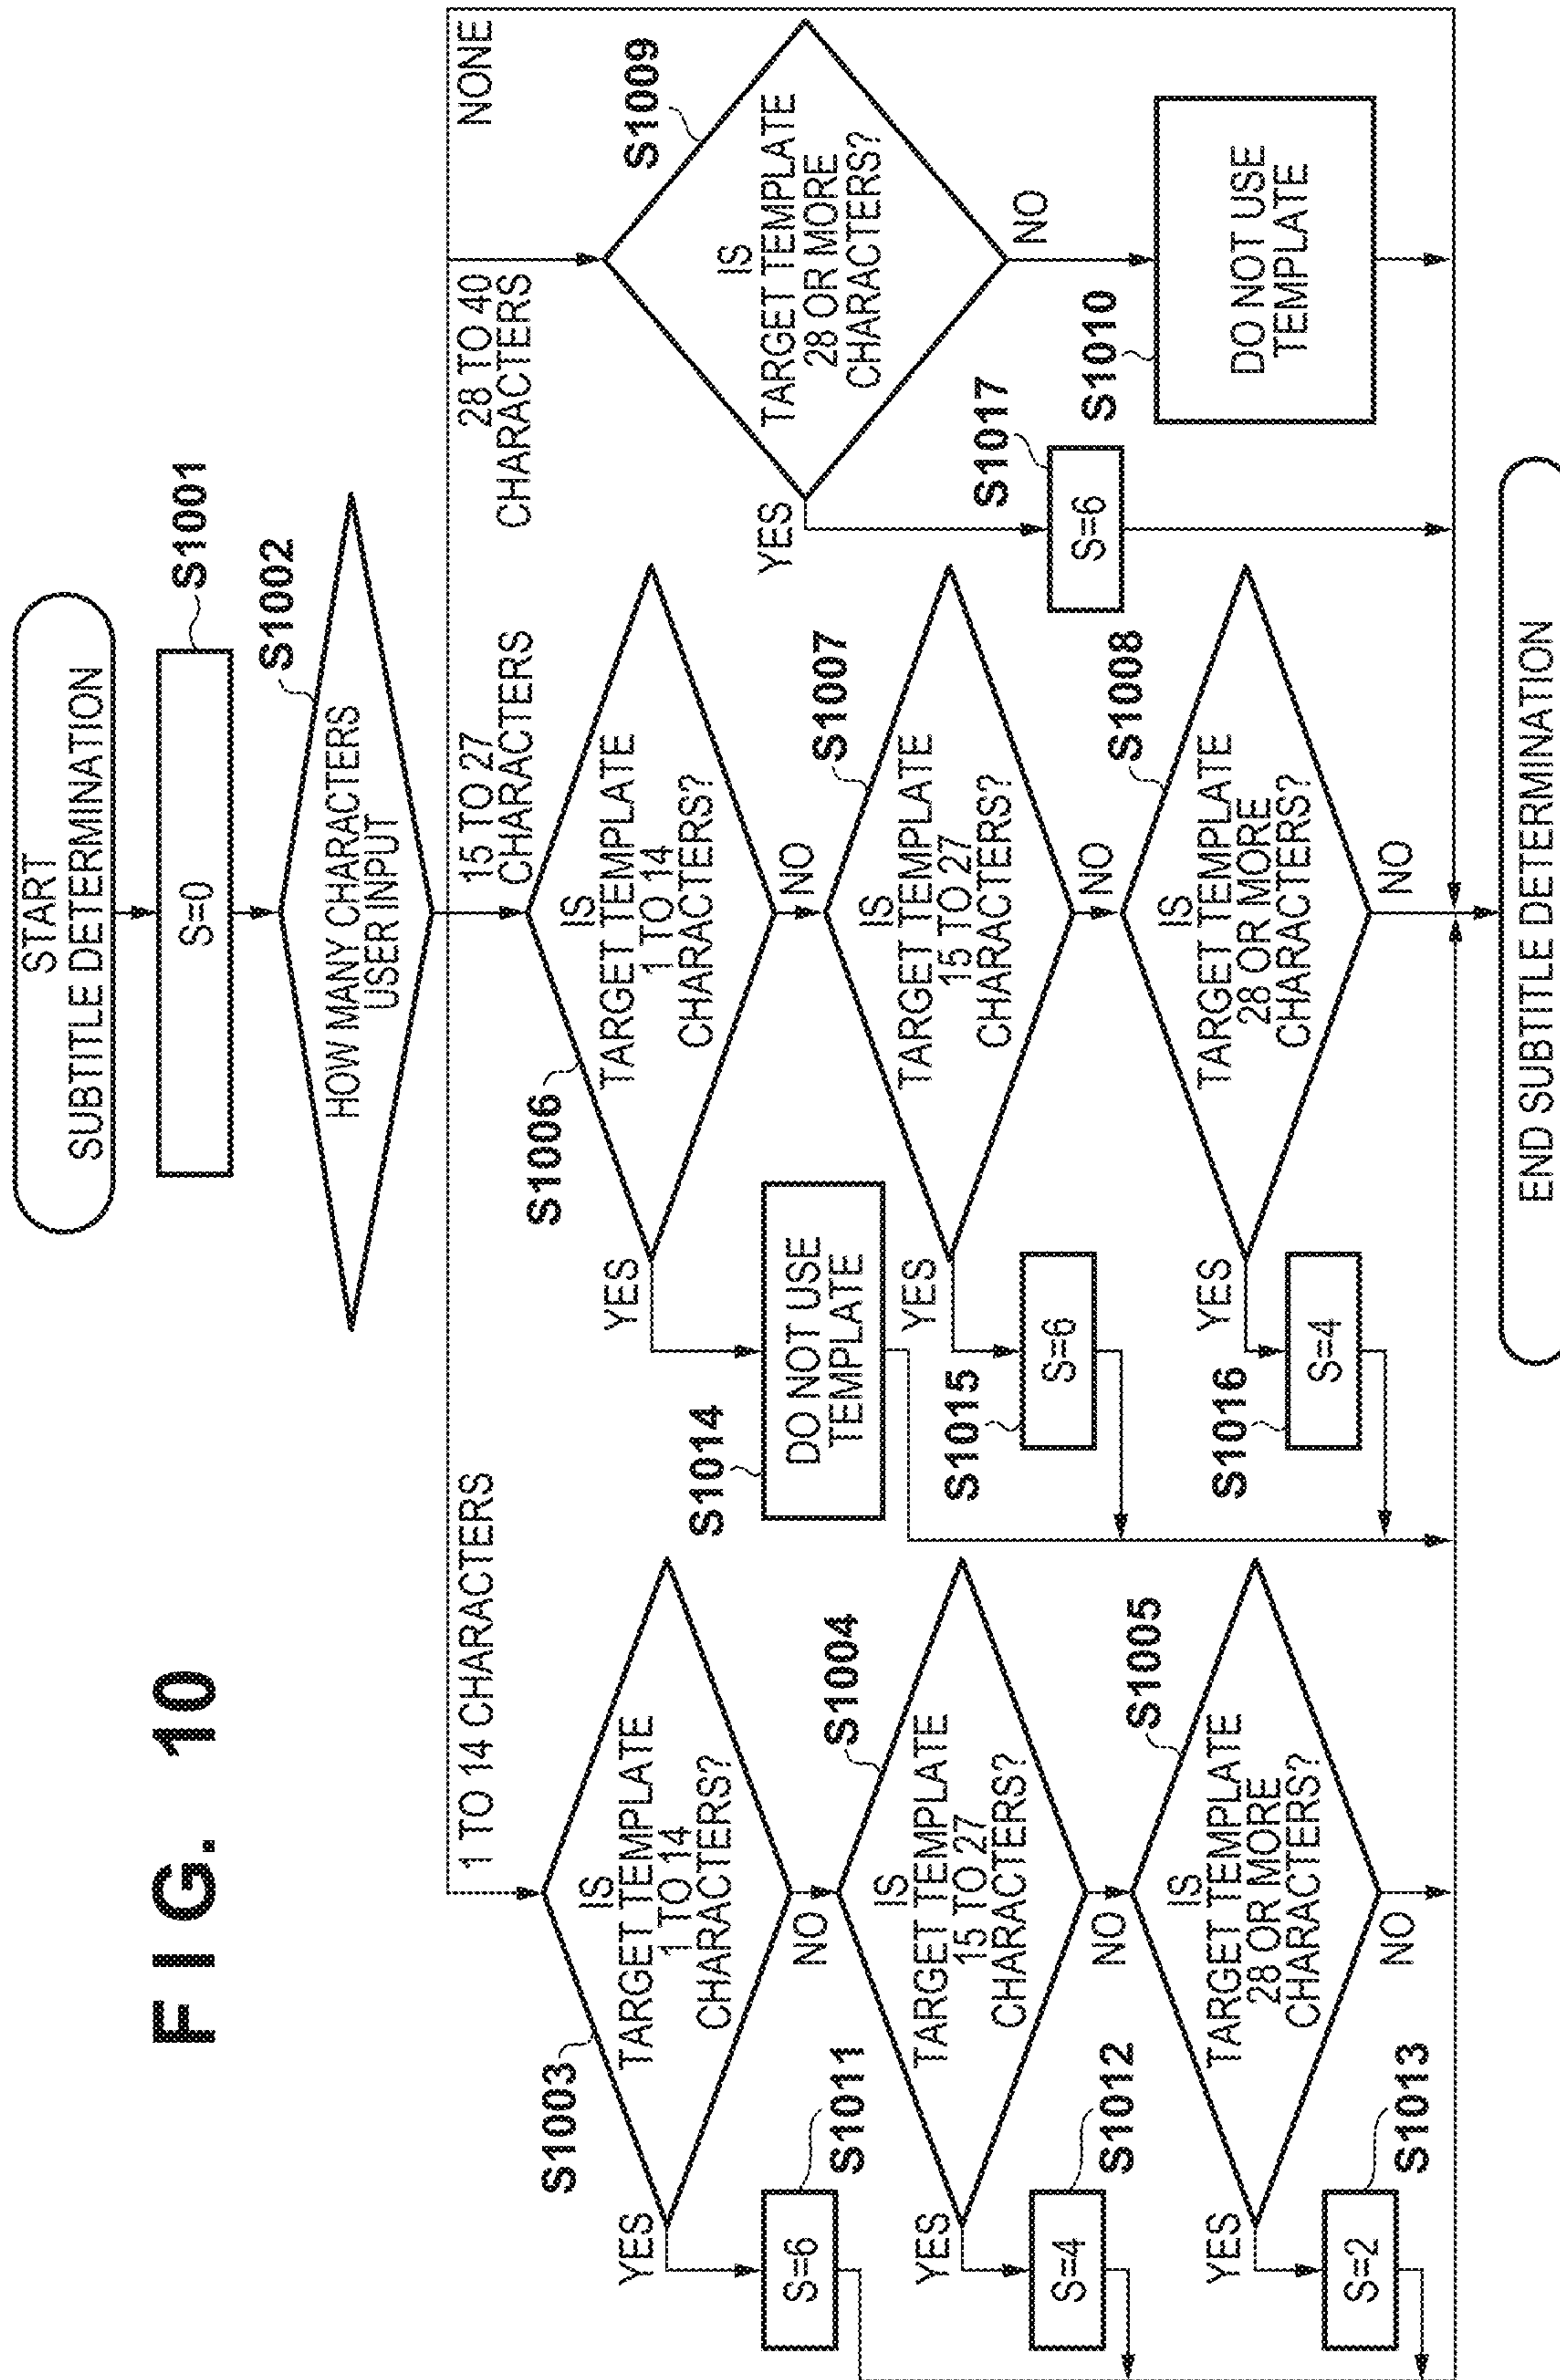 FIG. 10
START
SUBTITLE DETERMINATION
S=0
S1001
HOW MANY CHARACTERS
USER INPUT
S1002
1 TO 14 CHARACTERS
15 TO 27
CHARACTERS
28 TO 40
CHARACTERS
NONE
S1003
IS
TARGET TEMPLATE
1 TO 14
CHARACTERS?
YES
NO
S=6
S1011
S1004
IS
TARGET TEMPLATE
15 TO 27
CHARACTERS?
YES
NO
S=4
S1012
S1005
IS
TARGET TEMPLATE
28 OR MORE
CHARACTERS?
YES
NO
S=2
S1013
S1006
IS
TARGET TEMPLATE
1 TO 14
CHARACTERS?
YES
NO
S1014
DO NOT USE
TEMPLATE
S1007
IS
TARGET TEMPLATE
15 TO 27
CHARACTERS?
YES
NO
S1015
S=6
S1008
IS
TARGET TEMPLATE
28 OR MORE
CHARACTERS?
YES
NO
S1016
S=4
S1009
IS
TARGET TEMPLATE
28 OR MORE
CHARACTERS?
YES
NO
S1017
S=6
S1010
DO NOT USE
TEMPLATE
END SUBTITLE DETERMINATION